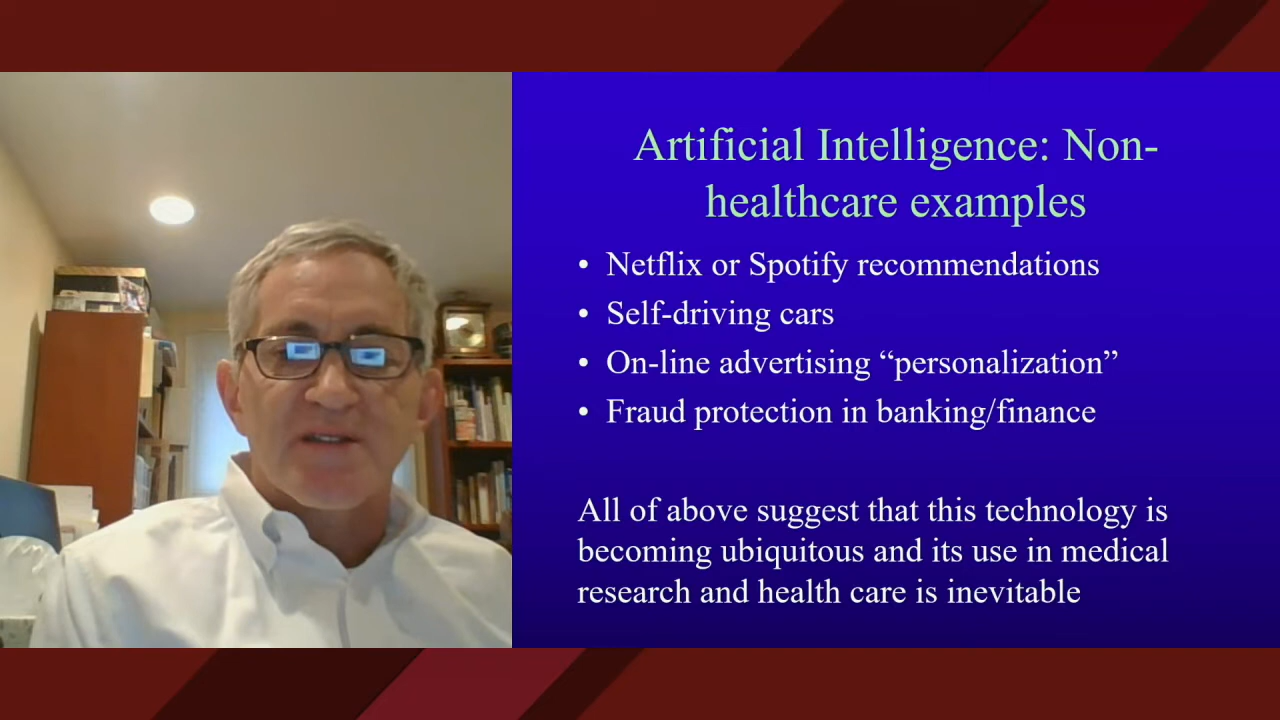 Artificial Intelligence: Non-
healthcare examples
• Netflix or Spotify recommendations
• Self-driving cars
• On-line advertising “personalization”
• Fraud protection in banking/finance
All of above suggest that this technology is
becoming ubiquitous and its use in medical
research and health care is inevitable